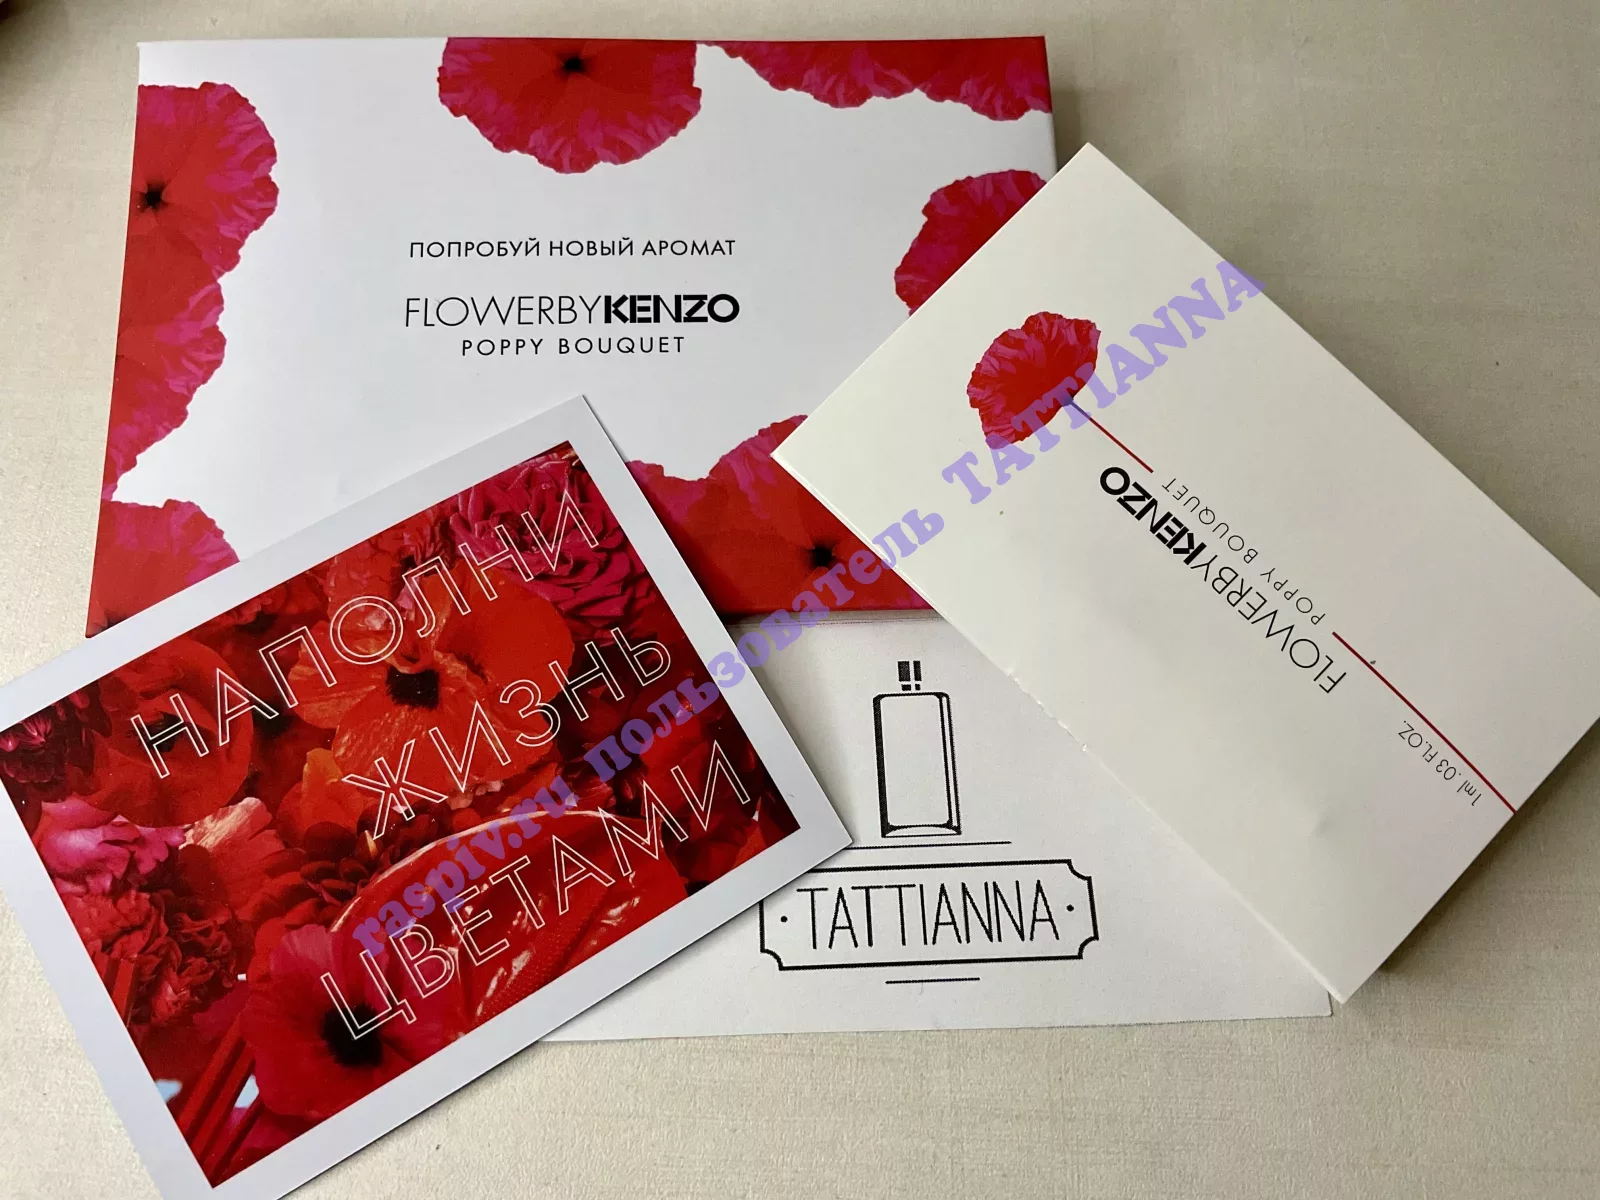 ПОПРОБУЙ НОВЫЙ АРОМАТ
FLOWERBYKENZO
POPPY BOUQUET
FLOWERBYKENZO
POPPY BOUQUET
1ml .03 FL.OZ.
НАПОЛНИ
ЖИЗНЬ
ЦВЕТАМИ
· TATTIANNA ·
raspiv.ru пользователь TATTIANNA